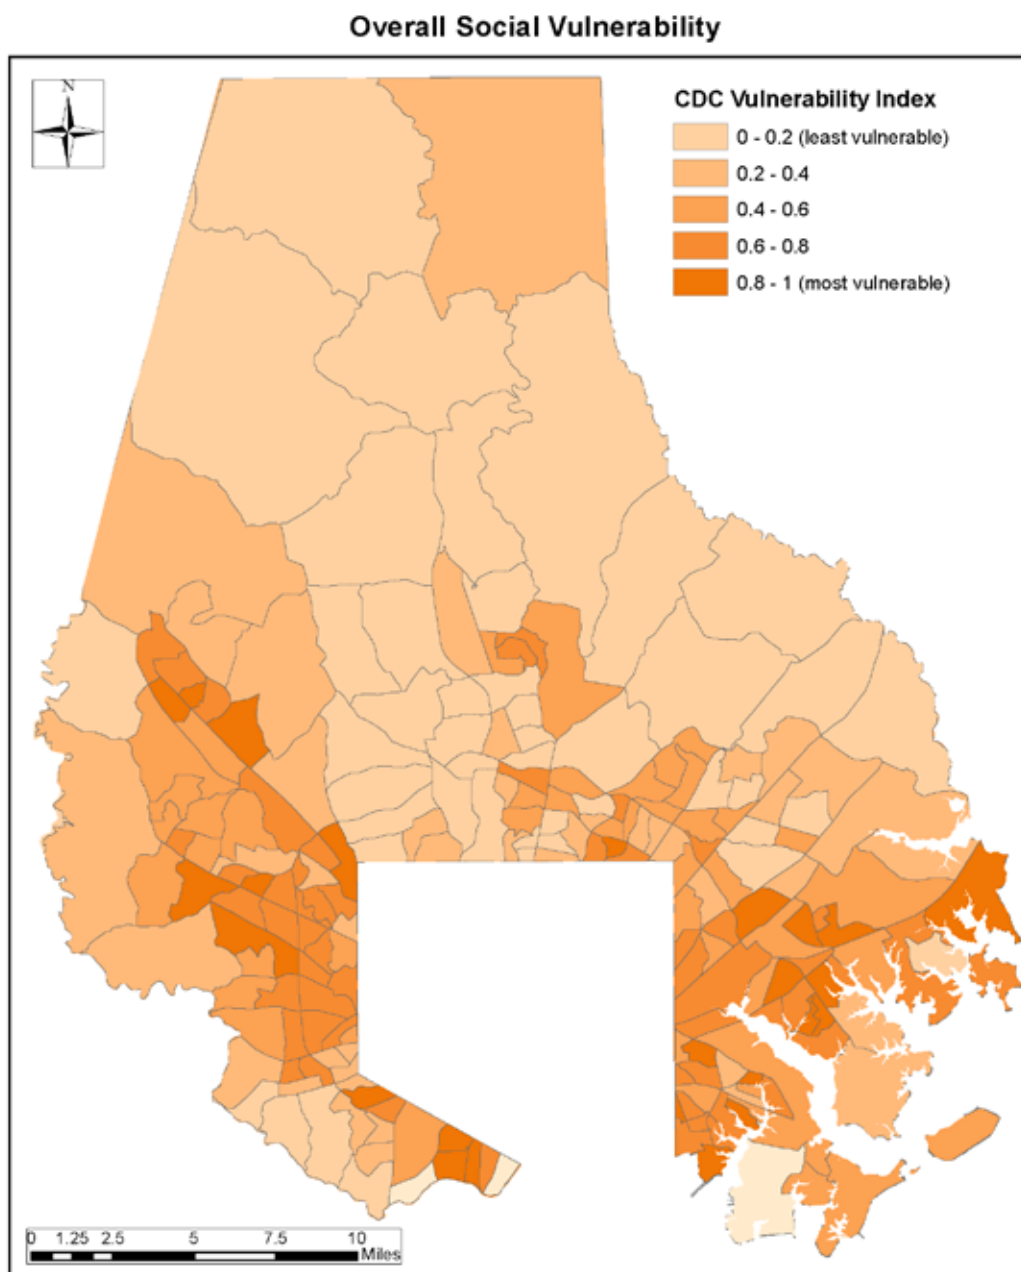 Overall Social Vulnerability
N
CDC Vulnerability Index
0 - 0.2 (least vulnerable)
0.2 - 0.4
0.4 - 0.6
0.6 - 0.8
0.8 - 1 (most vulnerable)
0 1.25 2.5 5 7.5 10
Miles